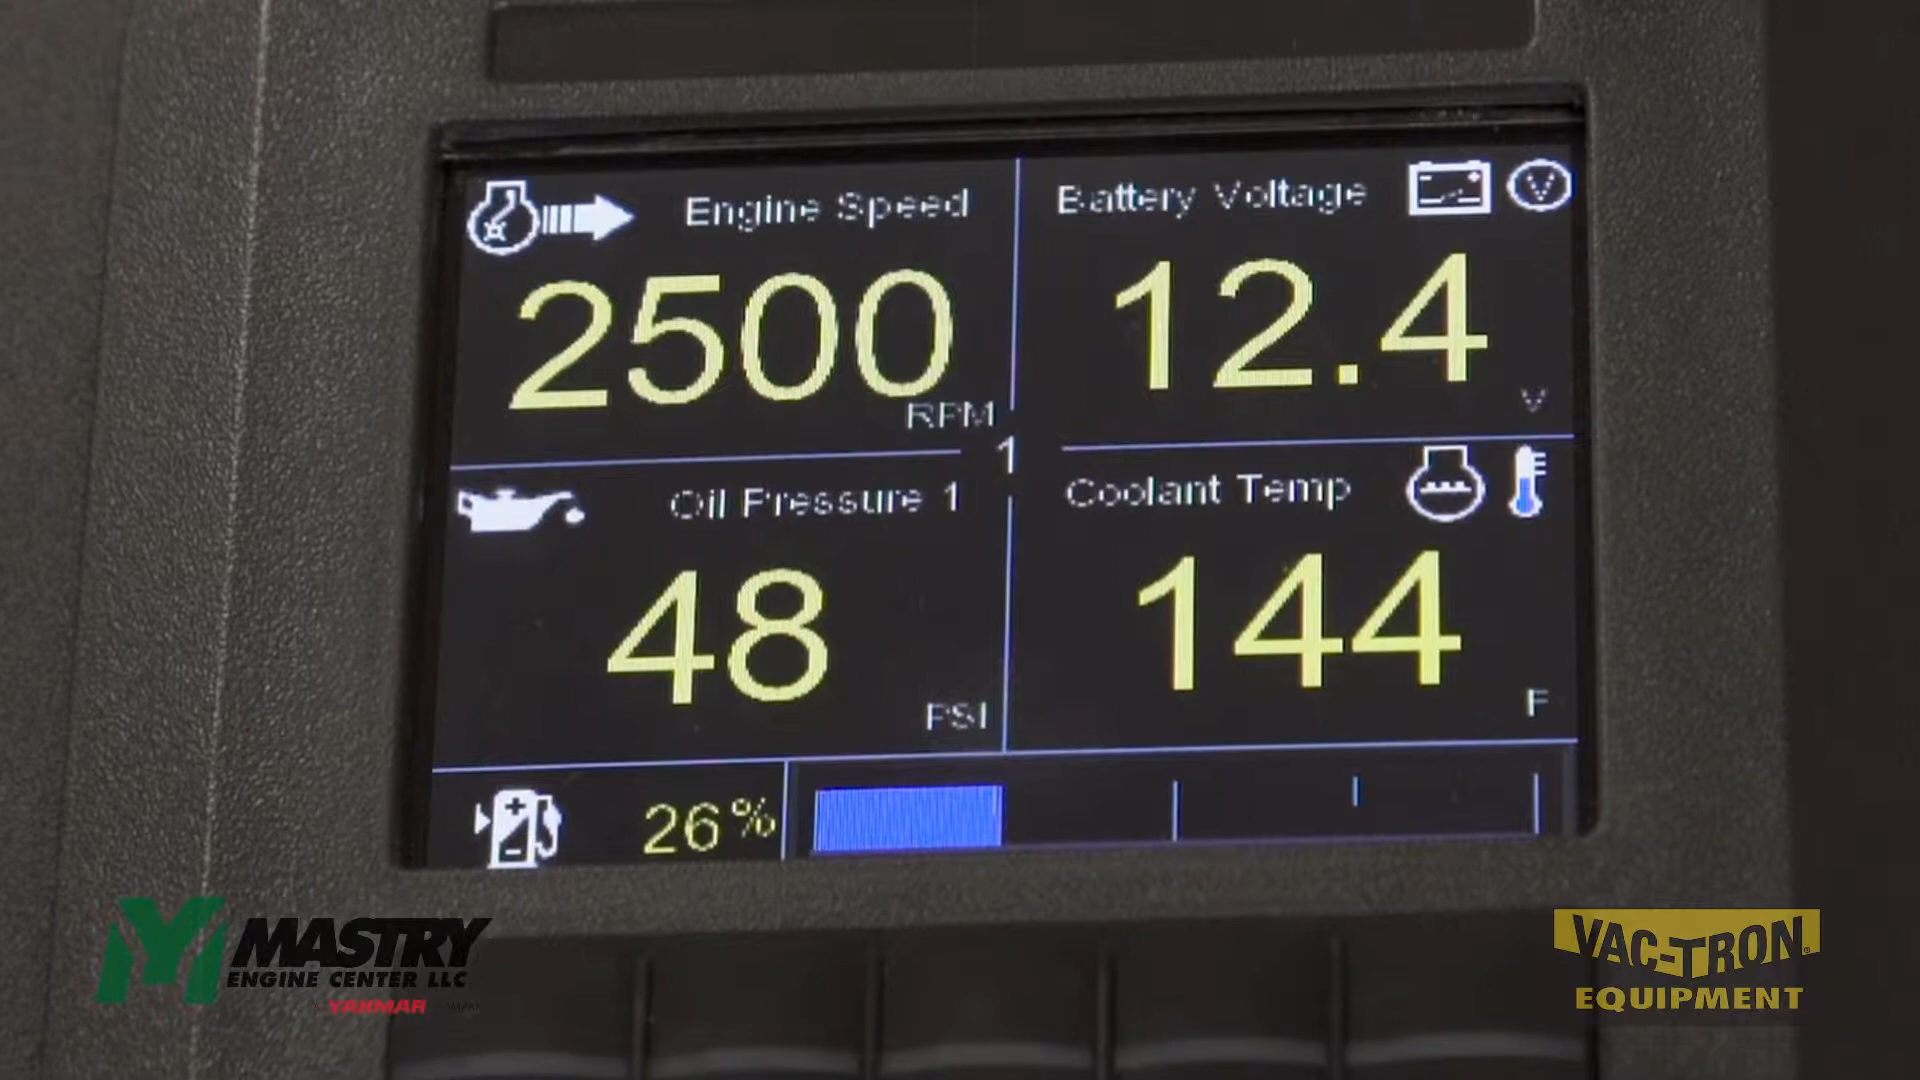 Engine Speed
2500
RPM
Battery Voltage
12.4
V
1
Oil Pressure 1
48
PSI
Coolant Temp
144
F
26%
MASTRY
ENGINE CENTER LLC
YANMAR
VAC-TRON
EQUIPMENT